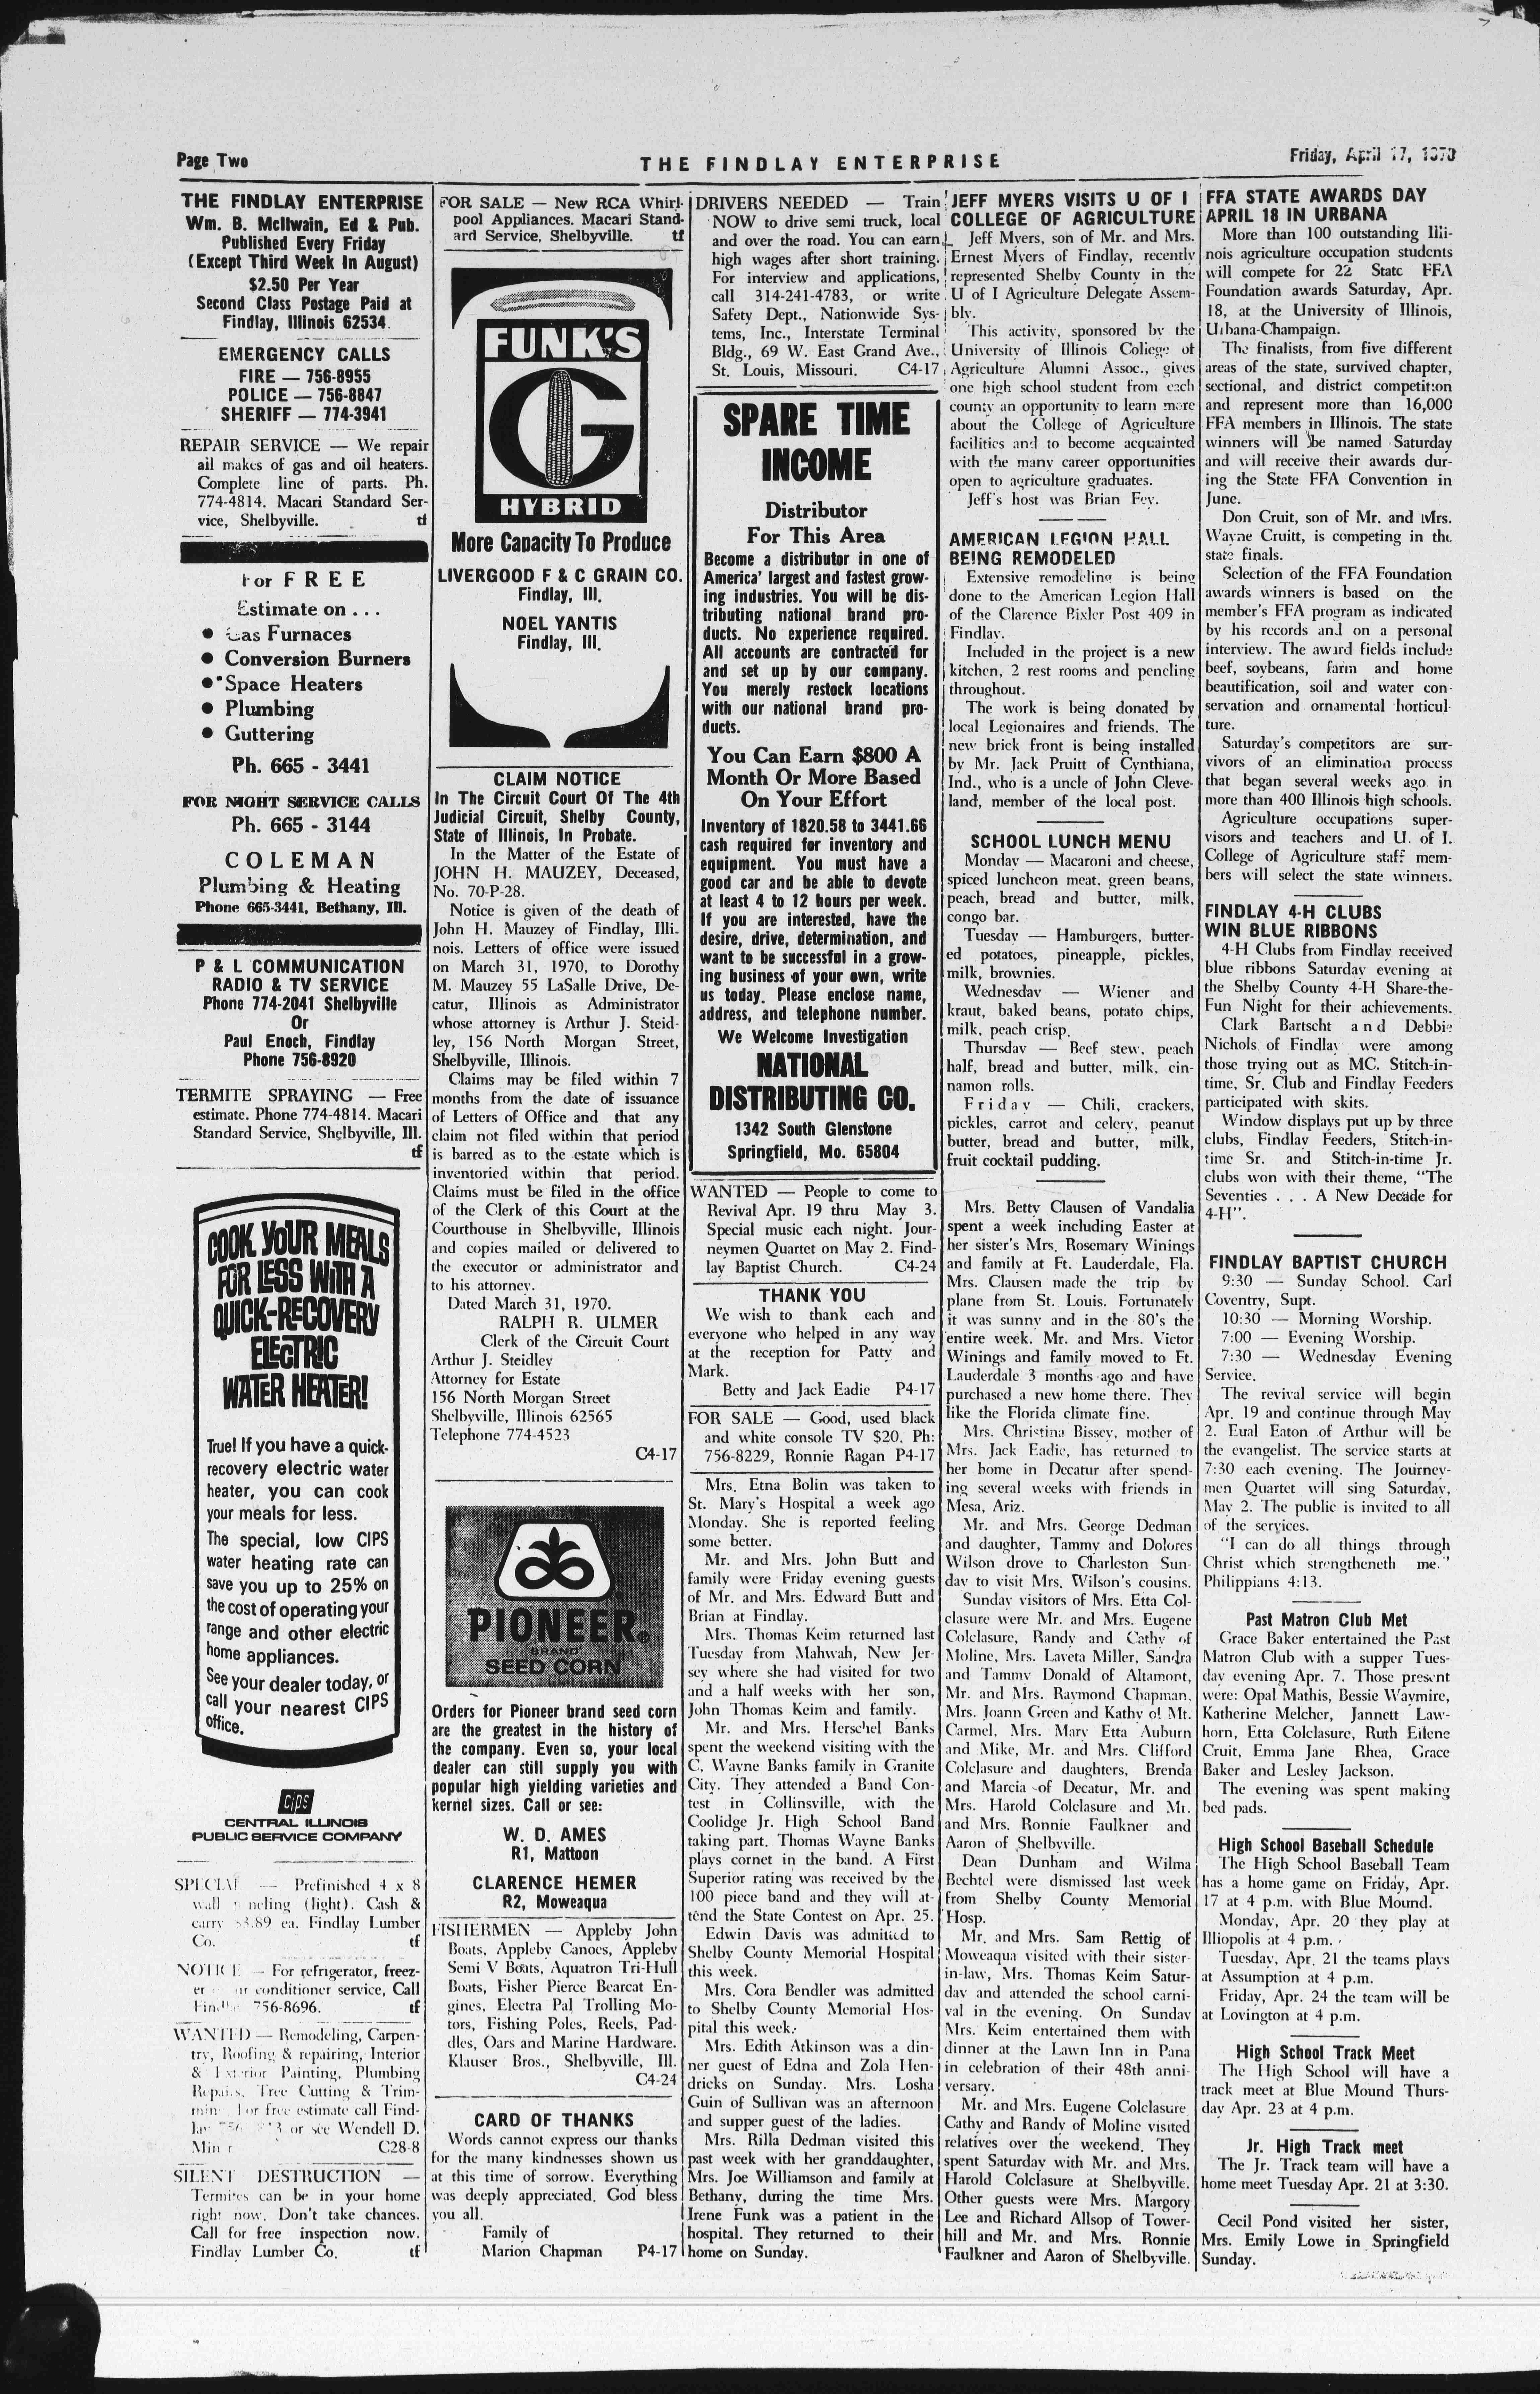 Page Two
THE FINDLAY ENTERPRISE
Friday, April 17, 1970
THE FINDLAY ENTERPRISE
Wm. B. McIlwain, Ed & Pub.
Published Every Friday
(Except Third Week In August)
$2.50 Per Year
Second Class Postage Paid at
Findlay, Illinois 62534
EMERGENCY CALLS
FIRE — 756-8955
POLICE — 756-8847
SHERIFF — 774-3941
REPAIR SERVICE — We repair
all makes of gas and oil heaters.
Complete line of parts. Ph.
774-4814. Macari Standard Ser-
vice, Shelbyville. tf
For FREE
Estimate on . . .
● Gas Furnaces
● Conversion Burners
● Space Heaters
● Plumbing
● Guttering
Ph. 665 - 3441
FOR NIGHT SERVICE CALLS
Ph. 665 - 3144
COLEMAN
Plumbing & Heating
Phone 665-3441, Bethany, Ill.
P & L COMMUNICATION
RADIO & TV SERVICE
Phone 774-2041 Shelbyville
Or
Paul Enoch, Findlay
Phone 756-8920
TERMITE SPRAYING — Free
estimate. Phone 774-4814. Macari
Standard Service, Shelbyville, Ill.
tf
COOK YOUR MEALS
FOR LESS WITH A
QUICK-RECOVERY
ELECTRIC
WATER HEATER!
True! If you have a quick-
recovery electric water
heater, you can cook
your meals for less.
The special, low CIPS
water heating rate can
save you up to 25% on
the cost of operating your
range and other electric
home appliances.
See your dealer today, or
call your nearest CIPS
office.
CIPS
CENTRAL ILLINOIS
PUBLIC SERVICE COMPANY
SPECIAL — Prefinished 4 x 8
wall paneling (light). Cash &
carry $3.89 ea. Findlay Lumber
Co. tf
NOTICE — For refrigerator, freez-
er conditioner service, Call
Findlay 756-8696. tf
WANTED — Remodeling, Carpen-
try, Roofing & repairing, Interior
& Exterior Painting, Plumbing
Repairs, Tree Cutting & Trim-
ming. For free estimate call Find-
lay or see Wendell D.
C28-8
SILENT DESTRUCTION —
Termites can be in your home
right now. Don't take chances.
Call for free inspection now.
Findlay Lumber Co. tf
FOR SALE — New RCA Whirl-
pool Appliances. Macari Stand-
ard Service, Shelbyville. tf
FUNK'S
G
HYBRID
More Capacity To Produce
LIVERGOOD F & C GRAIN CO.
Findlay, Ill.
NOEL YANTIS
Findlay, Ill.
CLAIM NOTICE
In The Circuit Court Of The 4th
Judicial Circuit, Shelby County,
State of Illinois, In Probate.
In the Matter of the Estate of
JOHN H. MAUZEY, Deceased,
No. 70-P-28.
Notice is given of the death of
John H. Mauzey of Findlay, Illi-
nois. Letters of office were issued
on March 31, 1970, to Dorothy
M. Mauzey 55 LaSalle Drive, De-
catur, Illinois as Administrator
whose attorney is Arthur J. Steid-
ley, 156 North Morgan Street,
Shelbyville, Illinois.
Claims may be filed within 7
months from the date of issuance
of Letters of Office and that any
claim not filed within that period
is barred as to the estate which is
inventoried within that period.
Claims must be filed in the office
of the Clerk of this Court at the
Courthouse in Shelbyville, Illinois
and copies mailed or delivered to
the executor or administrator and
to his attorney.
Dated March 31, 1970.
RALPH R. ULMER
Clerk of the Circuit Court
Arthur J. Steidley
Attorney for Estate
156 North Morgan Street
Shelbyville, Illinois 62565
Telephone 774-4523
C4-17
PIONEER®
BRAND
SEED CORN
Orders for Pioneer brand seed corn
are the greatest in the history of
the company. Even so, your local
dealer can still supply you with
popular high yielding varieties and
kernel sizes. Call or see:
W. D. AMES
R1, Mattoon
CLARENCE HEMER
R2, Moweaqua
FISHERMEN — Appleby John
Boats, Appleby Canoes, Appleby
Semi V Boats, Aquatron Tri-Hull
Boats, Fisher Pierce Bearcat En-
gines, Electra Pal Trolling Mo-
tors, Fishing Poles, Reels, Pad-
dles, Oars and Marine Hardware.
Klauser Bros., Shelbyville, Ill.
C4-24
CARD OF THANKS
Words cannot express our thanks
for the many kindnesses shown us
at this time of sorrow. Everything
was deeply appreciated. God bless
you all.
Family of
Marion Chapman P4-17
DRIVERS NEEDED — Train
NOW to drive semi truck, local
and over the road. You can earn
high wages after short training.
For interview and applications,
call 314-241-4783, or write
Safety Dept., Nationwide Sys-
tems, Inc., Interstate Terminal
Bldg., 69 W. East Grand Ave.,
St. Louis, Missouri. C4-17
SPARE TIME
INCOME
Distributor
For This Area
Become a distributor in one of
America' largest and fastest grow-
ing industries. You will be dis-
tributing national brand pro-
ducts. No experience required.
All accounts are contracted for
and set up by our company.
You merely restock locations
with our national brand pro-
ducts.
You Can Earn $800 A
Month Or More Based
On Your Effort
Inventory of 1820.58 to 3441.66
cash required for inventory and
equipment. You must have a
good car and be able to devote
at least 4 to 12 hours per week.
If you are interested, have the
desire, drive, determination, and
want to be successful in a grow-
ing business of your own, write
us today. Please enclose name,
address, and telephone number.
We Welcome Investigation
NATIONAL
DISTRIBUTING CO.
1342 South Glenstone
Springfield, Mo. 65804
WANTED — People to come to
Revival Apr. 19 thru May 3.
Special music each night. Jour-
neymen Quartet on May 2. Find-
lay Baptist Church. C4-24
THANK YOU
We wish to thank each and
everyone who helped in any way
at the reception for Patty and
Mark.
Betty and Jack Eadie P4-17
FOR SALE — Good, used black
and white console TV $20. Ph:
756-8229, Ronnie Ragan P4-17
Mrs. Etna Bolin was taken to
St. Mary's Hospital a week ago
Monday. She is reported feeling
some better.
Mr. and Mrs. John Butt and
family were Friday evening guests
of Mr. and Mrs. Edward Butt and
Brian at Findlay.
Mrs. Thomas Keim returned last
Tuesday from Mahwah, New Jer-
sey where she had visited for two
and a half weeks with her son,
John Thomas Keim and family.
Mr. and Mrs. Herschel Banks
spent the weekend visiting with the
C. Wayne Banks family in Granite
City. They attended a Band Con-
test in Collinsville, with the
Coolidge Jr. High School Band
taking part. Thomas Wayne Banks
plays cornet in the band. A First
Superior rating was received by the
100 piece band and they will at-
tend the State Contest on Apr. 25.
Edwin Davis was admitted to
Shelby County Memorial Hospital
this week.
Mrs. Cora Bendler was admitted
to Shelby County Memorial Hos-
pital this week.
Mrs. Edith Atkinson was a din-
ner guest of Edna and Zola Hen-
dricks on Sunday. Mrs. Losha
Guin of Sullivan was an afternoon
and supper guest of the ladies.
Mrs. Rilla Dedman visited this
past week with her granddaughter,
Mrs. Joe Williamson and family at
Bethany, during the time Mrs.
Irene Funk was a patient in the
hospital. They returned to their
home on Sunday.
JEFF MYERS VISITS U OF I
COLLEGE OF AGRICULTURE
Jeff Myers, son of Mr. and Mrs.
Ernest Myers of Findlay, recently
represented Shelby County in the
U of I Agriculture Delegate Assem-
bly.
This activity, sponsored by the
University of Illinois College of
Agriculture Alumni Assoc., gives
one high school student from each
county an opportunity to learn more
about the College of Agriculture
facilities and to become acquainted
with the many career opportunities
open to agriculture graduates.
Jeff's host was Brian Fey.
AMERICAN LEGION HALL
BEING REMODELED
Extensive remodeling is being
done to the American Legion Hall
of the Clarence Bixler Post 409 in
Findlay.
Included in the project is a new
kitchen, 2 rest rooms and peneling
throughout.
The work is being donated by
local Legionaires and friends. The
new brick front is being installed
by Mr. Jack Pruitt of Cynthiana,
Ind., who is a uncle of John Cleve-
land, member of the local post.
SCHOOL LUNCH MENU
Monday — Macaroni and cheese,
spiced luncheon meat, green beans,
peach, bread and butter, milk,
congo bar.
Tuesday — Hamburgers, butter-
ed potatoes, pineapple, pickles,
milk, brownies.
Wednesday — Wiener and
kraut, baked beans, potato chips,
milk, peach crisp.
Thursday — Beef stew, peach
half, bread and butter, milk, cin-
namon rolls.
Friday — Chili, crackers,
pickles, carrot and celery, peanut
butter, bread and butter, milk,
fruit cocktail pudding.
Mrs. Betty Clausen of Vandalia
spent a week including Easter at
her sister's Mrs. Rosemary Winings
and family at Ft. Lauderdale, Fla.
Mrs. Clausen made the trip by
plane from St. Louis. Fortunately
it was sunny and in the 80's the
entire week. Mr. and Mrs. Victor
Winings and family moved to Ft.
Lauderdale 3 months ago and have
purchased a new home there. They
like the Florida climate fine.
Mrs. Christina Bissey, mother of
Mrs. Jack Eadie, has returned to
her home in Decatur after spend-
ing several weeks with friends in
Mesa, Ariz.
Mr. and Mrs. George Dedman
and daughter, Tammy and Dolores
Wilson drove to Charleston Sun-
day to visit Mrs. Wilson's cousins.
Sunday visitors of Mrs. Etta Col-
clasure were Mr. and Mrs. Eugene
Colclasure, Randy and Cathy of
Moline, Mrs. Laveta Miller, Sandra
and Tammy Donald of Altamont,
Mr. and Mrs. Raymond Chapman,
Mrs. Joann Green and Kathy of Mt.
Carmel, Mrs. Mary Etta Auburn
and Mike, Mr. and Mrs. Clifford
Colclasure and daughters, Brenda
and Marcia of Decatur, Mr. and
Mrs. Harold Colclasure and Mr.
and Mrs. Ronnie Faulkner and
Aaron of Shelbyville.
Dean Dunham and Wilma
Bechtel were dismissed last week
from Shelby County Memorial
Hosp.
Mr. and Mrs. Sam Rettig of
Moweaqua visited with their sister-
in-law, Mrs. Thomas Keim Satur-
day and attended the school carni-
val in the evening. On Sunday
Mrs. Keim entertained them with
dinner at the Lawn Inn in Pana
in celebration of their 48th anni-
versary.
Mr. and Mrs. Eugene Colclasure
Cathy and Randy of Moline visited
relatives over the weekend. They
spent Saturday with Mr. and Mrs.
Harold Colclasure at Shelbyville.
Other guests were Mrs. Margory
Lee and Richard Allsop of Tower-
hill and Mr. and Mrs. Ronnie
Faulkner and Aaron of Shelbyville.
FFA STATE AWARDS DAY
APRIL 18 IN URBANA
More than 100 outstanding Illi-
nois agriculture occupation students
will compete for 22 State FFA
Foundation awards Saturday, Apr.
18, at the University of Illinois,
Urbana-Champaign.
The finalists, from five different
areas of the state, survived chapter,
sectional, and district competition
and represent more than 16,000
FFA members in Illinois. The state
winners will be named Saturday
and will receive their awards dur-
ing the State FFA Convention in
June.
Don Cruit, son of Mr. and Mrs.
Wayne Cruitt, is competing in the
state finals.
Selection of the FFA Foundation
awards winners is based on the
member's FFA program as indicated
by his records and on a personal
interview. The award fields include
beef, soybeans, farm and home
beautification, soil and water con-
servation and ornamental horticul-
ture.
Saturday's competitors are sur-
vivors of an elimination process
that began several weeks ago in
more than 400 Illinois high schools.
Agriculture occupations super-
visors and teachers and U. of I.
College of Agriculture staff mem-
bers will select the state winners.
FINDLAY 4-H CLUBS
WIN BLUE RIBBONS
4-H Clubs from Findlay received
blue ribbons Saturday evening at
the Shelby County 4-H Share-the-
Fun Night for their achievements.
Clark Bartscht and Debbie
Nichols of Findlay were among
those trying out as MC. Stitch-in-
time, Sr. Club and Findlay Feeders
participated with skits.
Window displays put up by three
clubs, Findlay Feeders, Stitch-in-
time Sr. and Stitch-in-time Jr.
clubs won with their theme, "The
Seventies . . . A New Decade for
4-H".
FINDLAY BAPTIST CHURCH
9:30 — Sunday School. Carl
Coventry, Supt.
10:30 — Morning Worship.
7:00 — Evening Worship.
7:30 — Wednesday Evening
Service.
The revival service will begin
Apr. 19 and continue through May
2. Eual Eaton of Arthur will be
the evangelist. The service starts at
7:30 each evening. The Journey-
men Quartet will sing Saturday,
May 2. The public is invited to all
of the services.
"I can do all things through
Christ which strengtheneth me."
Philippians 4:13.
Past Matron Club Met
Grace Baker entertained the Past
Matron Club with a supper Tues-
day evening Apr. 7. Those present
were: Opal Mathis, Bessie Waymire,
Katherine Melcher, Jannett Law-
horn, Etta Colclasure, Ruth Eilene
Cruit, Emma Jane Rhea, Grace
Baker and Lesley Jackson.
The evening was spent making
bed pads.
High School Baseball Schedule
The High School Baseball Team
has a home game on Friday, Apr.
17 at 4 p.m. with Blue Mound.
Monday, Apr. 20 they play at
Illiopolis at 4 p.m.
Tuesday, Apr. 21 the teams plays
at Assumption at 4 p.m.
Friday, Apr. 24 the team will be
at Lovington at 4 p.m.
High School Track Meet
The High School will have a
track meet at Blue Mound Thurs-
day Apr. 23 at 4 p.m.
Jr. High Track meet
The Jr. Track team will have a
home meet Tuesday Apr. 21 at 3:30.
Cecil Pond visited her sister,
Mrs. Emily Lowe in Springfield
Sunday.